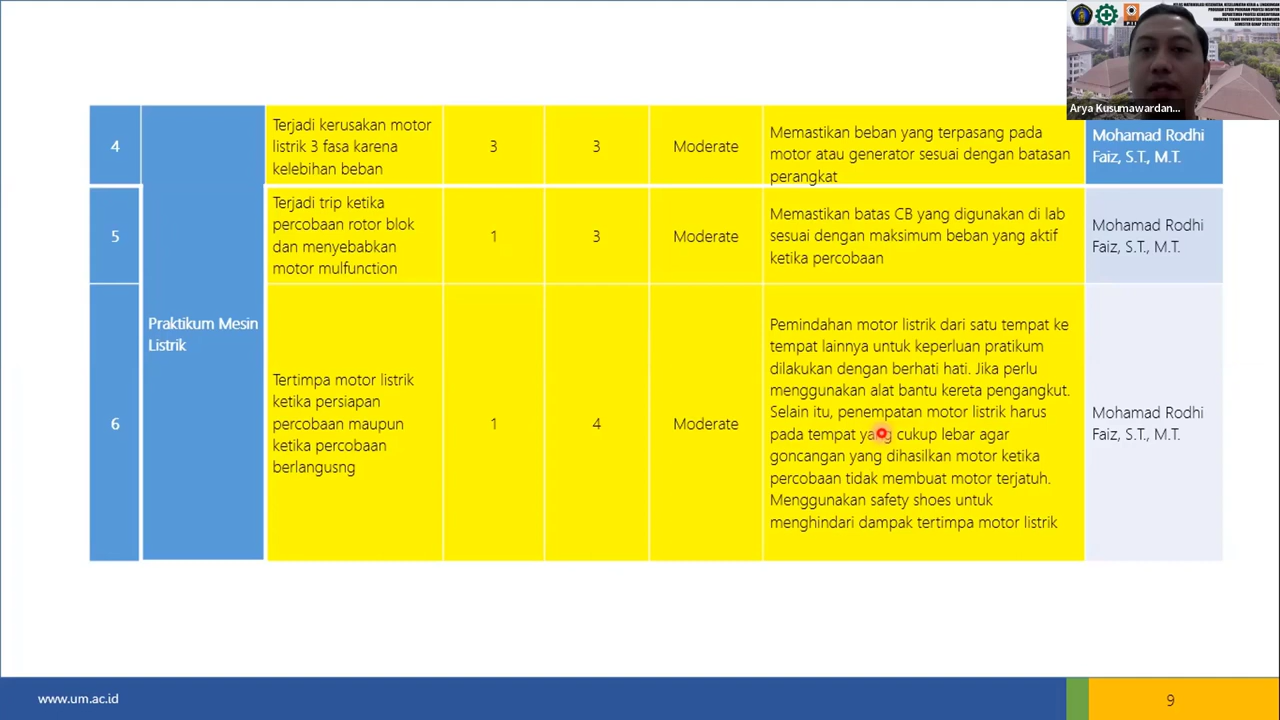 Arya Kusumawardan...
4
Terjadi kerusakan motor
listrik 3 fasa karena
kelebihan beban
3
3
Moderate
Memastikan beban yang terpasang pada
motor atau generator sesuai dengan batasan
perangkat
Mohamad Rodhi
Faiz, S.T., M.T.
5
Terjadi trip ketika
percobaan rotor blok
dan menyebabkan
motor mulfunction
1
3
Moderate
Memastikan batas CB yang digunakan di lab
sesuai dengan maksimum beban yang aktif
ketika percobaan
Mohamad Rodhi
Faiz, S.T., M.T.
Praktikum Mesin
Listrik
6
Tertimpa motor listrik
ketika persiapan
percobaan maupun
ketika percobaan
berlangusng
1
4
Moderate
Pemindahan motor listrik dari satu tempat ke
tempat lainnya untuk keperluan pratikum
dilakukan dengan berhati hati. Jika perlu
menggunakan alat bantu kereta pengangkut.
Selain itu, penempatan motor listrik harus
pada tempat yang cukup lebar agar
goncangan yang dihasilkan motor ketika
percobaan tidak membuat motor terjatuh.
Menggunakan safety shoes untuk
menghindari dampak tertimpa motor listrik
Mohamad Rodhi
Faiz, S.T., M.T.
www.um.ac.id
9